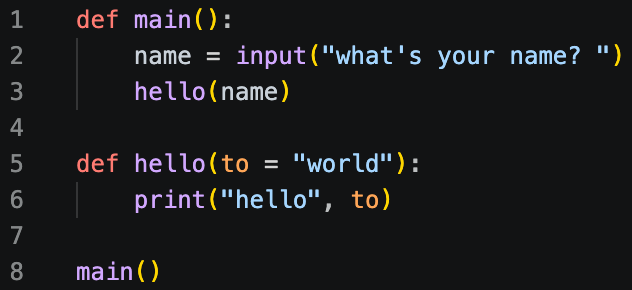 1 def main():
2     name = input("what's your name? ")
3     hello(name)
4
5 def hello(to = "world"):
6     print("hello", to)
7
8 main()